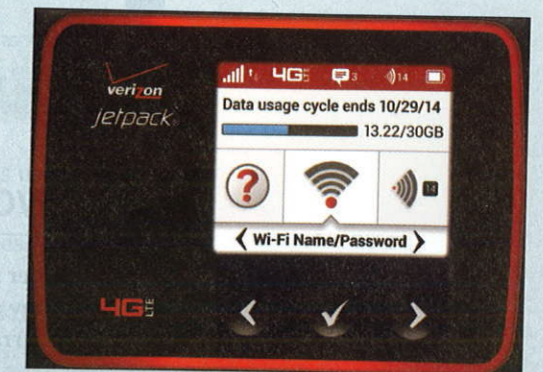 verizon
jetpack
4G LTE 3 14
Data usage cycle ends 10/29/14
13.22/30GB
?
14
Wi-Fi Name/Password
4G LTE